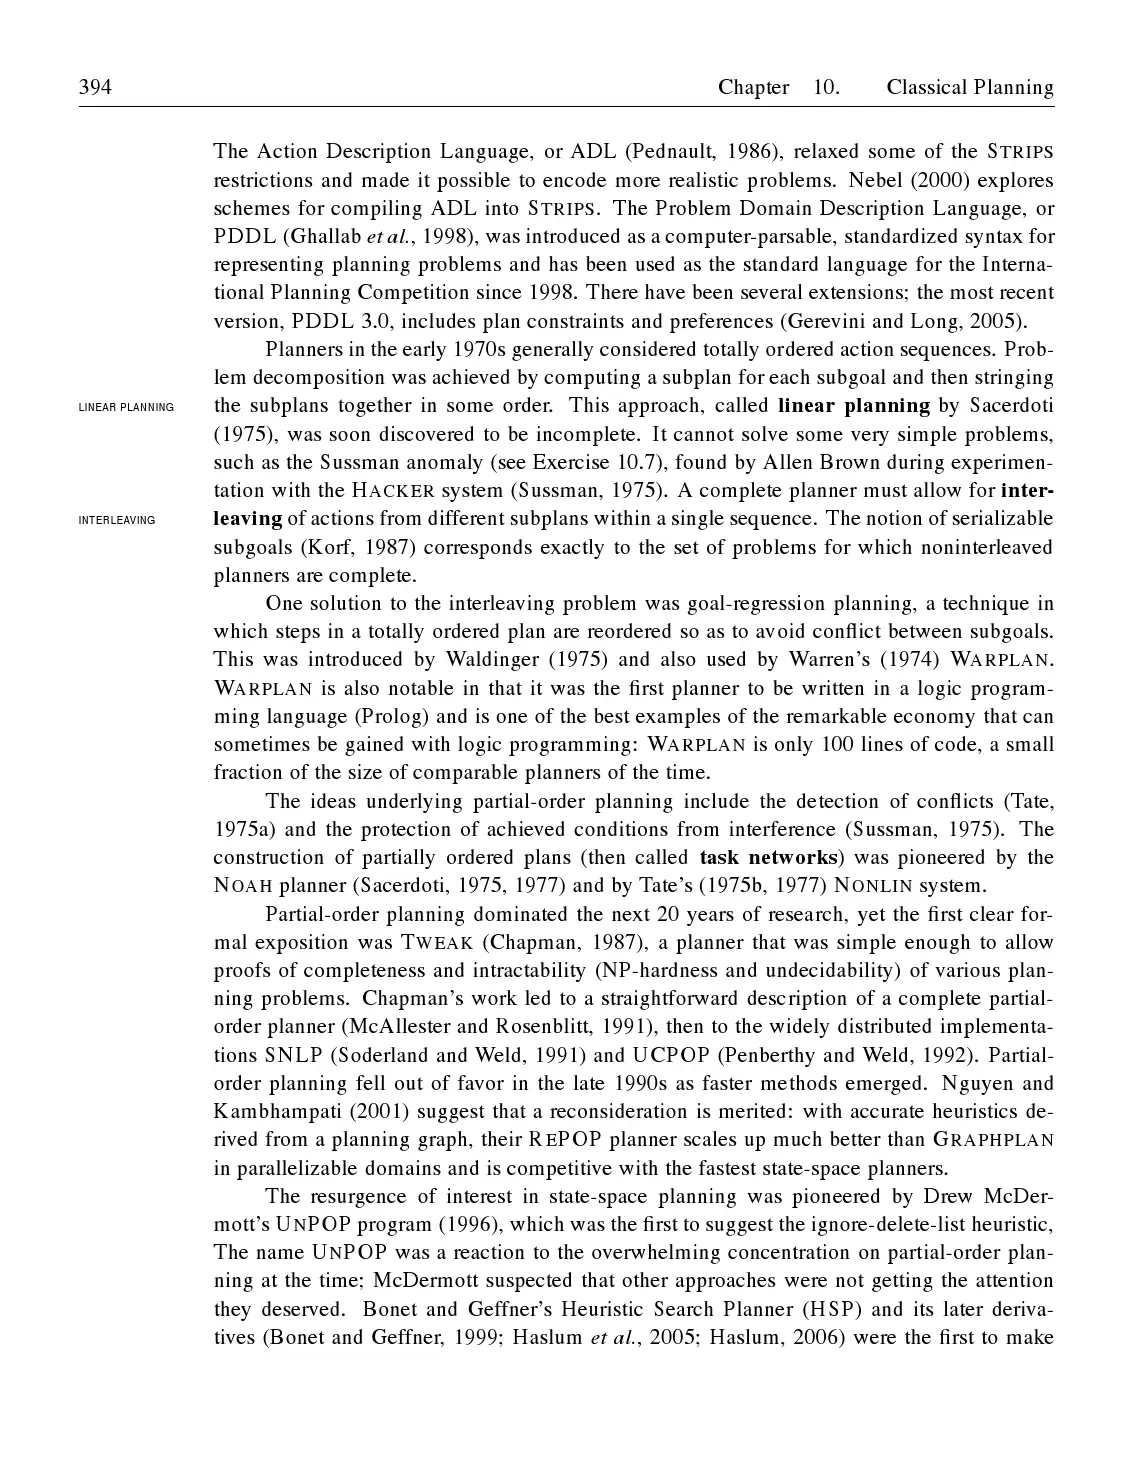 394 Chapter 10. Classical Planning
The Action Description Language, or ADL (Pednault, 1986), relaxed some of the STRIPS
restrictions and made it possible to encode more realistic problems. Nebel (2000) explores
schemes for compiling ADL into STRIPS. The Problem Domain Description Language, or
PDDL (Ghallab et al., 1998), was introduced as a computer-parsable, standardized syntax for
representing planning problems and has been used as the standard language for the Interna-
tional Planning Competition since 1998. There have been several extensions; the most recent
version, PDDL 3.0, includes plan constraints and preferences (Gerevini and Long, 2005).
Planners in the early 1970s generally considered totally ordered action sequences. Prob-
lem decomposition was achieved by computing a subplan for each subgoal and then stringing
LINEAR PLANNING the subplans together in some order. This approach, called linear planning by Sacerdoti
(1975), was soon discovered to be incomplete. It cannot solve some very simple problems,
such as the Sussman anomaly (see Exercise 10.7), found by Allen Brown during experimen-
tation with the HACKER system (Sussman, 1975). A complete planner must allow for inter-
INTERLEAVING leaving of actions from different subplans within a single sequence. The notion of serializable
subgoals (Korf, 1987) corresponds exactly to the set of problems for which noninterleaved
planners are complete.
One solution to the interleaving problem was goal-regression planning, a technique in
which steps in a totally ordered plan are reordered so as to avoid conflict between subgoals.
This was introduced by Waldinger (1975) and also used by Warren's (1974) WARPLAN.
WARPLAN is also notable in that it was the first planner to be written in a logic program-
ming language (Prolog) and is one of the best examples of the remarkable economy that can
sometimes be gained with logic programming: WARPLAN is only 100 lines of code, a small
fraction of the size of comparable planners of the time.
The ideas underlying partial-order planning include the detection of conflicts (Tate,
1975a) and the protection of achieved conditions from interference (Sussman, 1975). The
construction of partially ordered plans (then called task networks) was pioneered by the
NOAH planner (Sacerdoti, 1975, 1977) and by Tate's (1975b, 1977) NONLIN system.
Partial-order planning dominated the next 20 years of research, yet the first clear for-
mal exposition was TWEAK (Chapman, 1987), a planner that was simple enough to allow
proofs of completeness and intractability (NP-hardness and undecidability) of various plan-
ning problems. Chapman's work led to a straightforward description of a complete partial-
order planner (McAllester and Rosenblitt, 1991), then to the widely distributed implementa-
tions SNLP (Soderland and Weld, 1991) and UCPOP (Penberthy and Weld, 1992). Partial-
order planning fell out of favor in the late 1990s as faster methods emerged. Nguyen and
Kambhampati (2001) suggest that a reconsideration is merited: with accurate heuristics de-
rived from a planning graph, their REPOP planner scales up much better than GRAPHPLAN
in parallelizable domains and is competitive with the fastest state-space planners.
The resurgence of interest in state-space planning was pioneered by Drew McDer-
mott's UNPOP program (1996), which was the first to suggest the ignore-delete-list heuristic,
The name UNPOP was a reaction to the overwhelming concentration on partial-order plan-
ning at the time; McDermott suspected that other approaches were not getting the attention
they deserved. Bonet and Geffner's Heuristic Search Planner (HSP) and its later deriva-
tives (Bonet and Geffner, 1999; Haslum et al., 2005; Haslum, 2006) were the first to make